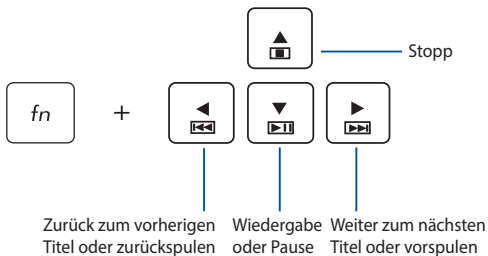 Stopp
fn +
Zurück zum vorherigen
Titel oder zurückspulen
Wiedergabe
oder Pause
Weiter zum nächsten
Titel oder vorspulen